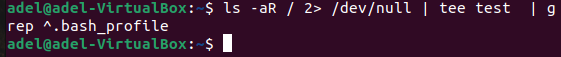 adel@adel-VirtualBox:~$ ls -aR / 2> /dev/null | tee test  | g
rep ^.bash_profile
adel@adel-VirtualBox:~$